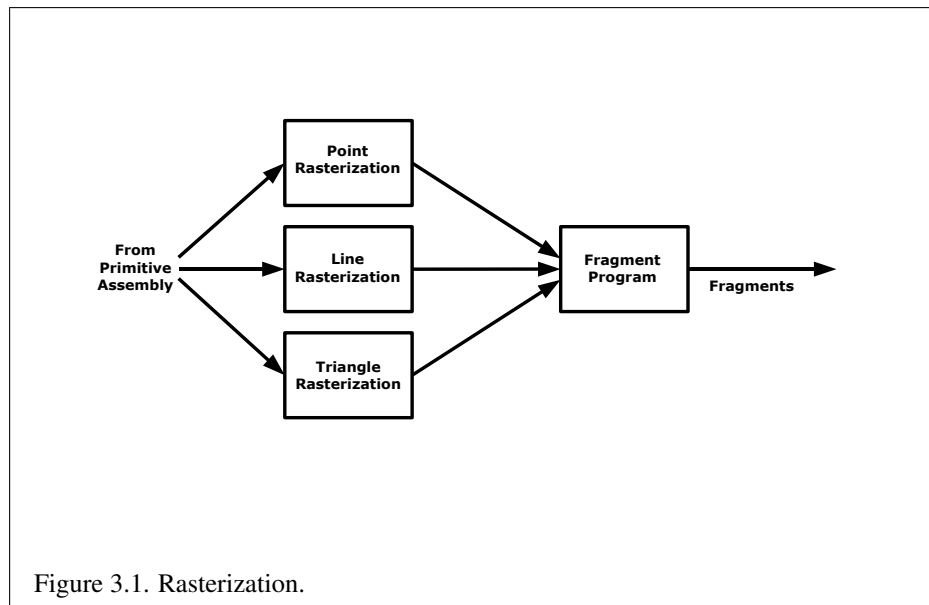 Point
Rasterization
From
Primitive
Assembly
Line
Rasterization
Fragment
Program
Fragments
Triangle
Rasterization
Figure 3.1. Rasterization.